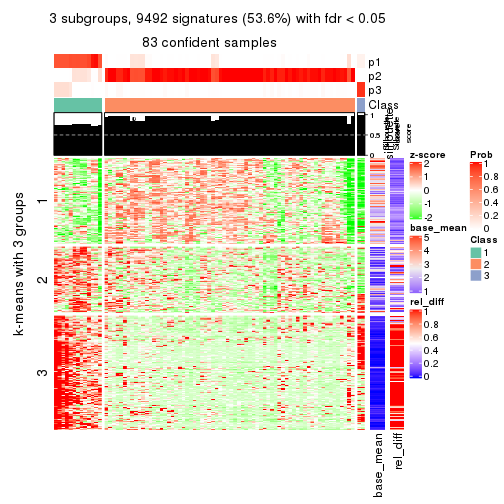 3 subgroups, 9492 signatures (53.6%) with fdr < 0.05
83 confident samples
p1
p2
p3
Class
1
0.5
0
silhouette
score
k-means with 3 groups
1
2
3
base_mean
rel_diff
z-score
2
1
0
-1
-2
base_mean
5
4
3
2
1
rel_diff
1
0.8
0.6
0.4
0.2
0
Prob
1
0.8
0.6
0.4
0.2
0
Class
1
2
3